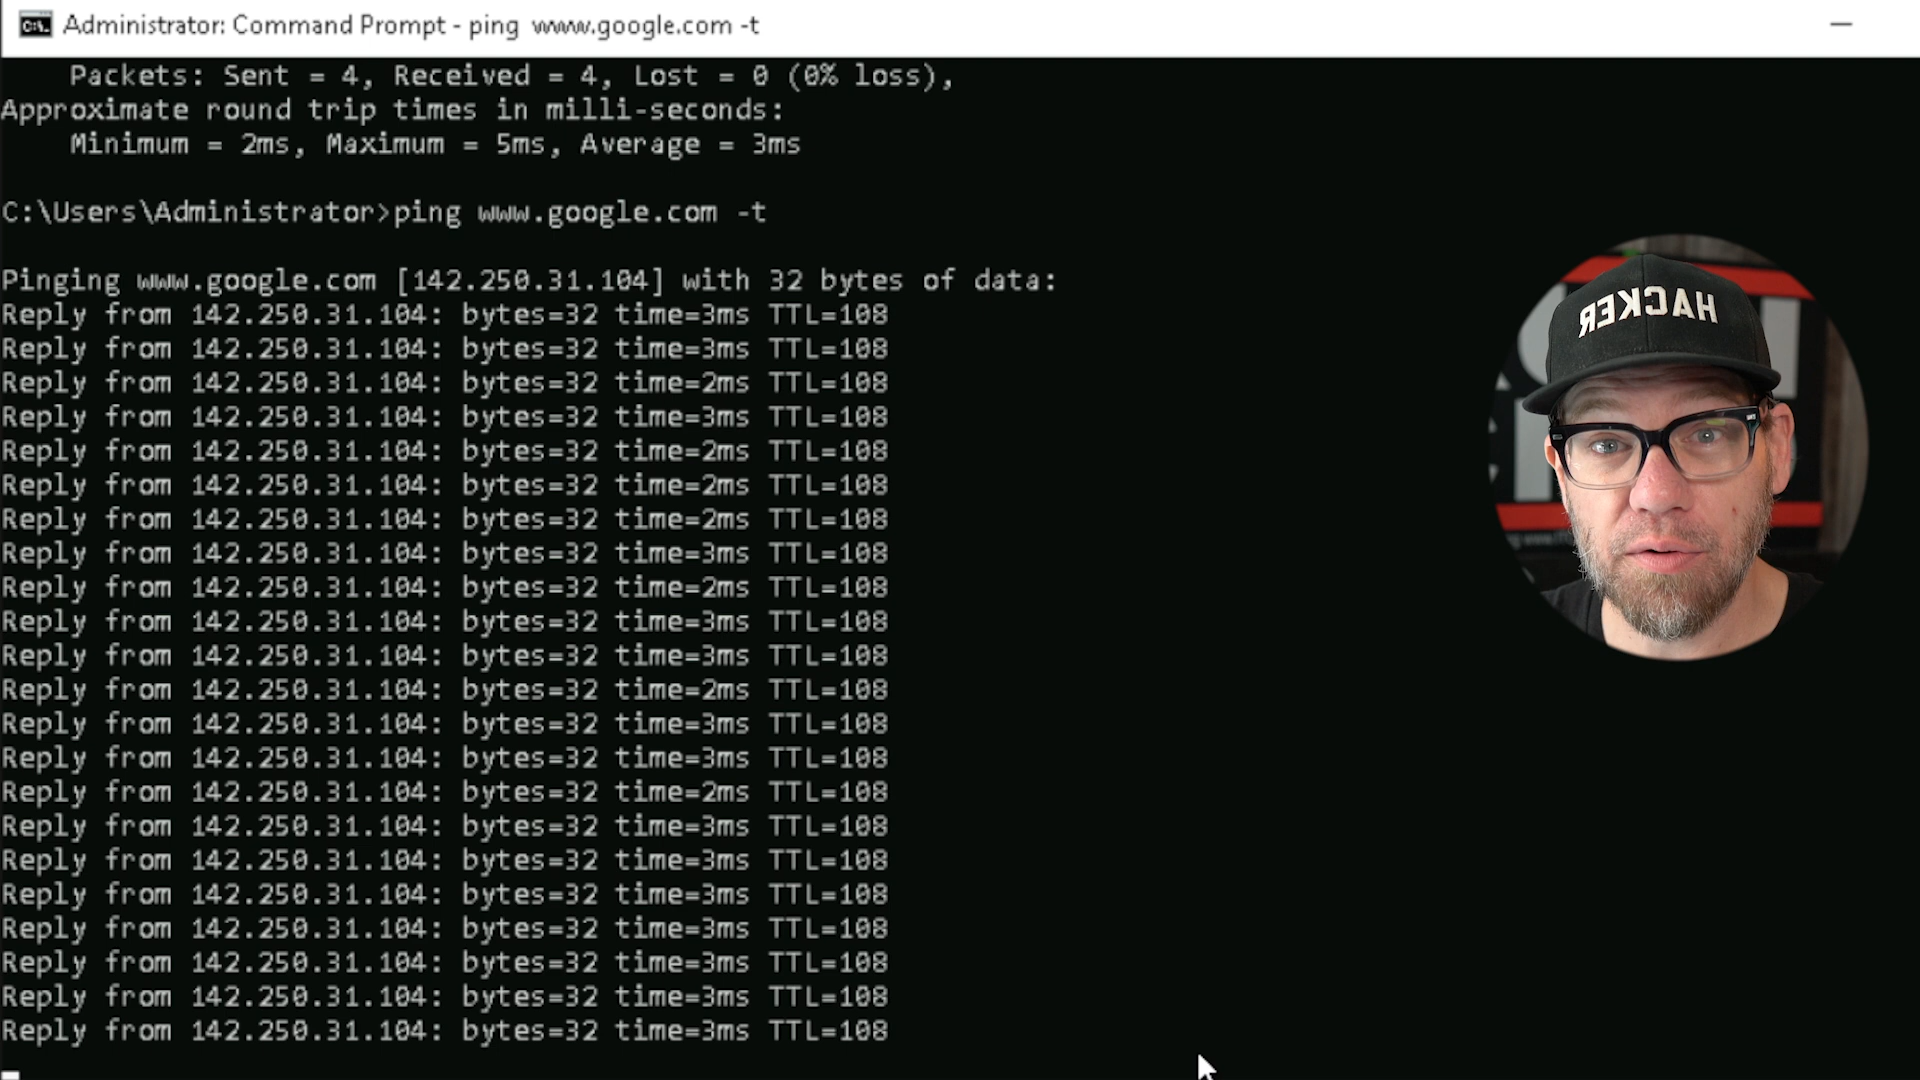 Administrator: Command Prompt - ping  www.google.com -t
    Packets: Sent = 4, Received = 4, Lost = 0 (0% loss),
Approximate round trip times in milli-seconds:
    Minimum = 2ms, Maximum = 5ms, Average = 3ms
C:\Users\Administrator>ping www.google.com -t
Pinging www.google.com [142.250.31.104] with 32 bytes of data:
Reply from 142.250.31.104: bytes=32 time=3ms TTL=108
Reply from 142.250.31.104: bytes=32 time=3ms TTL=108
Reply from 142.250.31.104: bytes=32 time=2ms TTL=108
Reply from 142.250.31.104: bytes=32 time=3ms TTL=108
Reply from 142.250.31.104: bytes=32 time=2ms TTL=108
Reply from 142.250.31.104: bytes=32 time=2ms TTL=108
Reply from 142.250.31.104: bytes=32 time=2ms TTL=108
Reply from 142.250.31.104: bytes=32 time=3ms TTL=108
Reply from 142.250.31.104: bytes=32 time=2ms TTL=108
Reply from 142.250.31.104: bytes=32 time=3ms TTL=108
Reply from 142.250.31.104: bytes=32 time=3ms TTL=108
Reply from 142.250.31.104: bytes=32 time=2ms TTL=108
Reply from 142.250.31.104: bytes=32 time=3ms TTL=108
Reply from 142.250.31.104: bytes=32 time=3ms TTL=108
Reply from 142.250.31.104: bytes=32 time=2ms TTL=108
Reply from 142.250.31.104: bytes=32 time=3ms TTL=108
Reply from 142.250.31.104: bytes=32 time=3ms TTL=108
Reply from 142.250.31.104: bytes=32 time=3ms TTL=108
Reply from 142.250.31.104: bytes=32 time=3ms TTL=108
Reply from 142.250.31.104: bytes=32 time=3ms TTL=108
Reply from 142.250.31.104: bytes=32 time=3ms TTL=108
Reply from 142.250.31.104: bytes=32 time=3ms TTL=108
HACKER